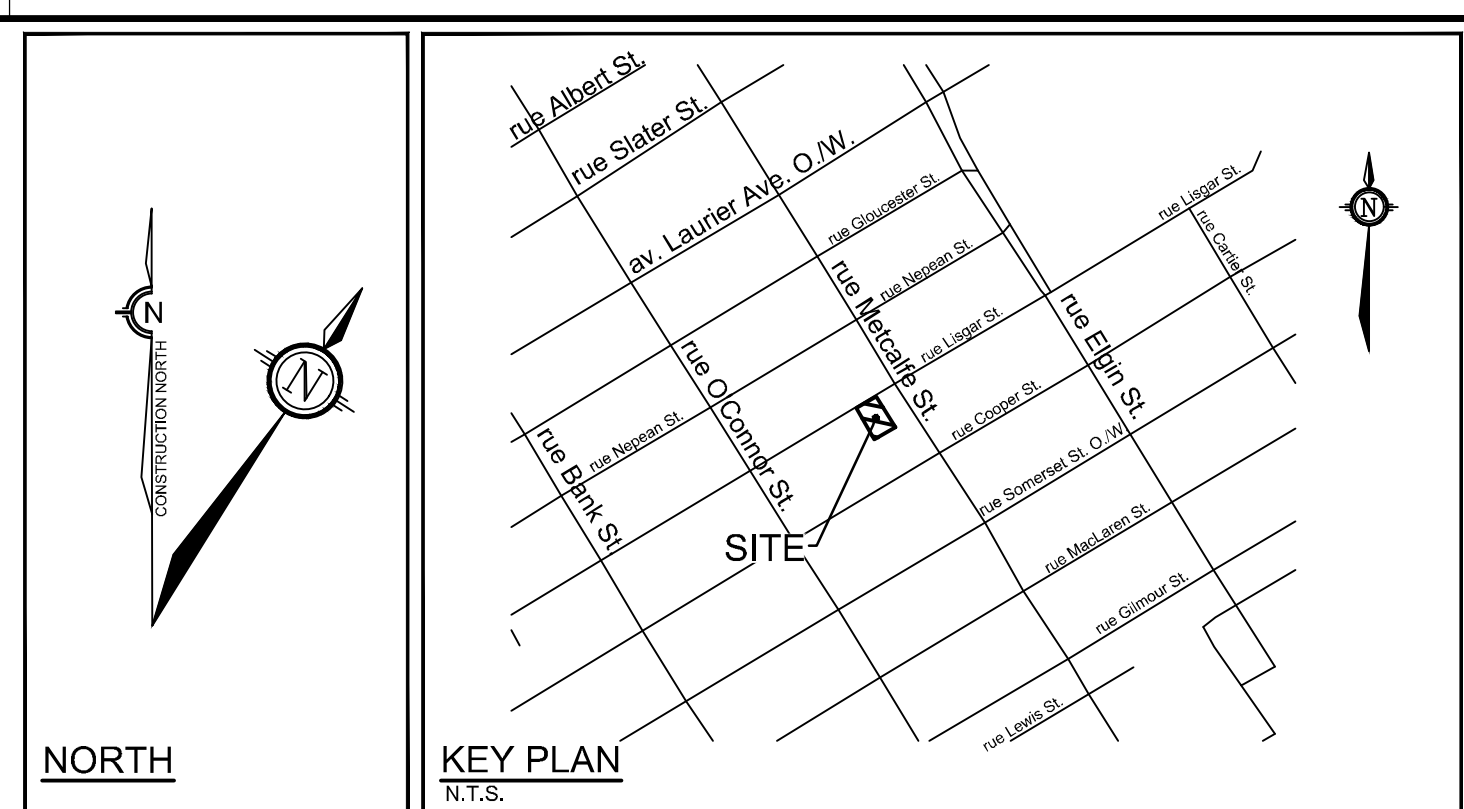 N
CONSTRUCTION NORTH
N
NORTH
rue Albert St.
rue Slater St.
av. Laurier Ave. O./W.
rue Gloucester St.
rue Nepean St.
rue Lisgar St.
rue Cartier St.
N
rue Metcalfe St.
rue Lisgar St.
rue Elgin St.
rue O'Connor St.
rue Cooper St.
rue Nepean St.
rue Bank St
rue Somerset St. O./W.
SITE
rue MacLaren St.
rue Gilmour St.
rue Lewis St.
KEY PLAN
N.T.S.